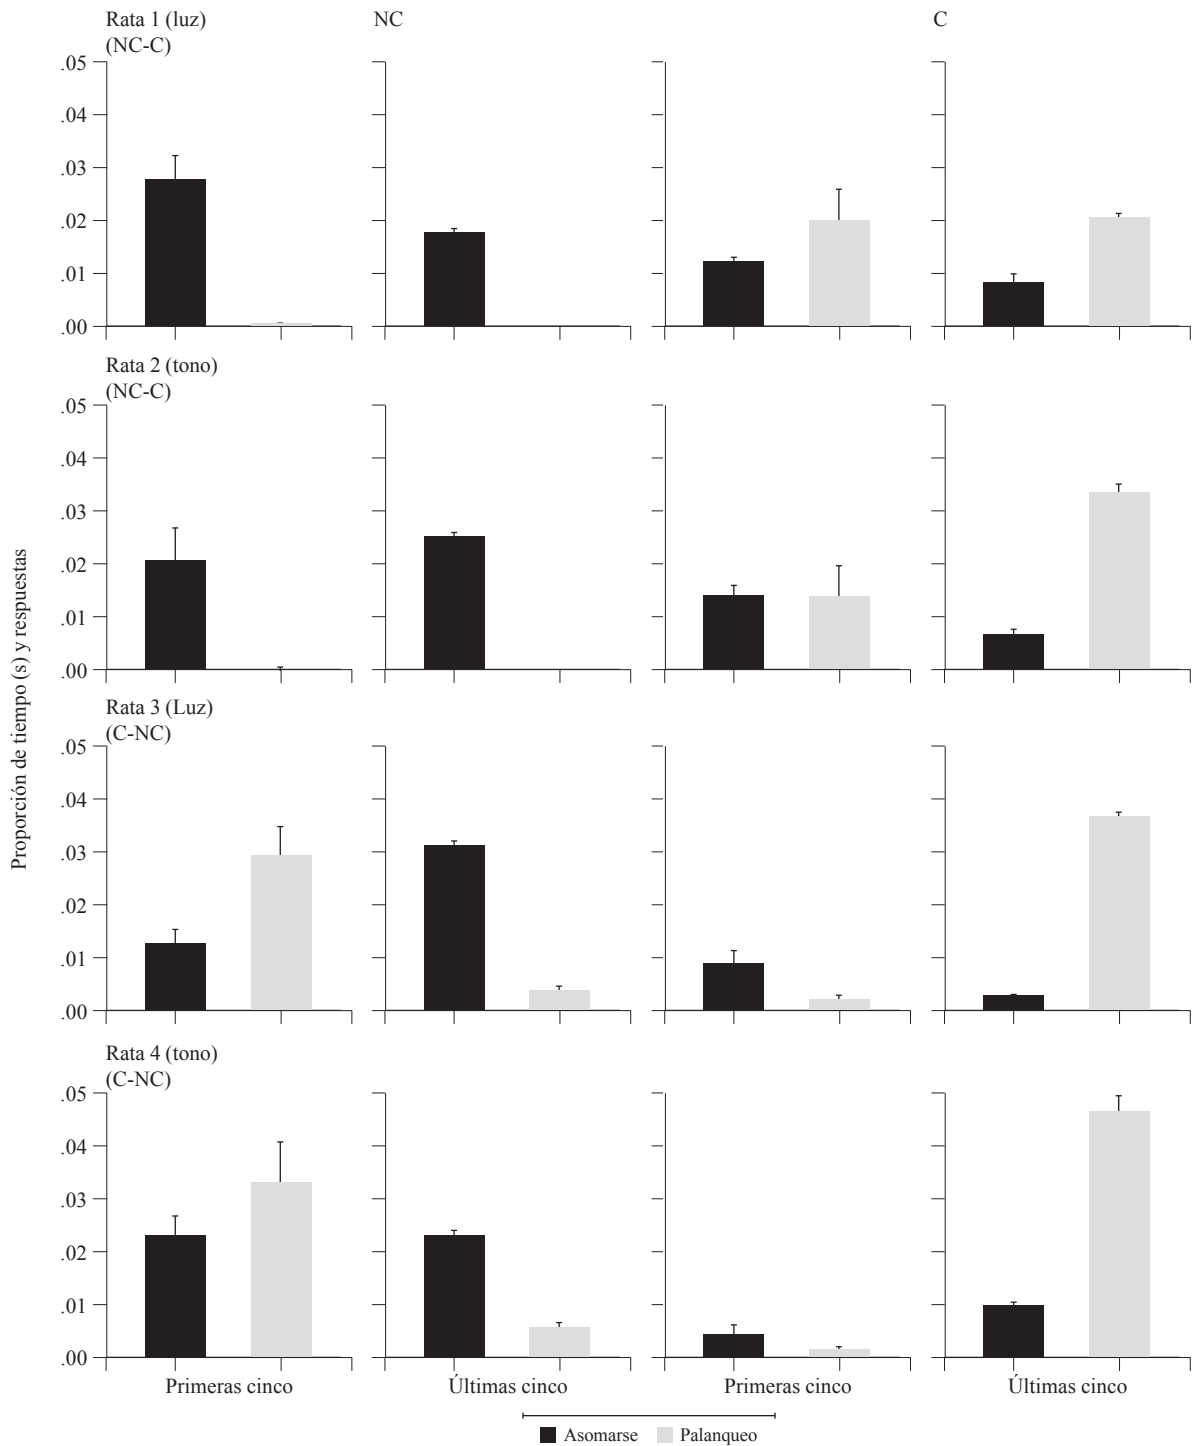 Rata 1 (luz)
(NC-C)
NC
C
.05
.04
.03
.02
.01
.00
Rata 2 (tono)
(NC-C)
.05
.04
.03
.02
.01
.00
Rata 3 (Luz)
(C-NC)
.05
.04
.03
.02
.01
.00
Rata 4 (tono)
(C-NC)
.05
.04
.03
.02
.01
.00
Proporción de tiempo (s) y respuestas
Primeras cinco
Últimas cinco
Primeras cinco
Últimas cinco
Asomarse
Palanqueo